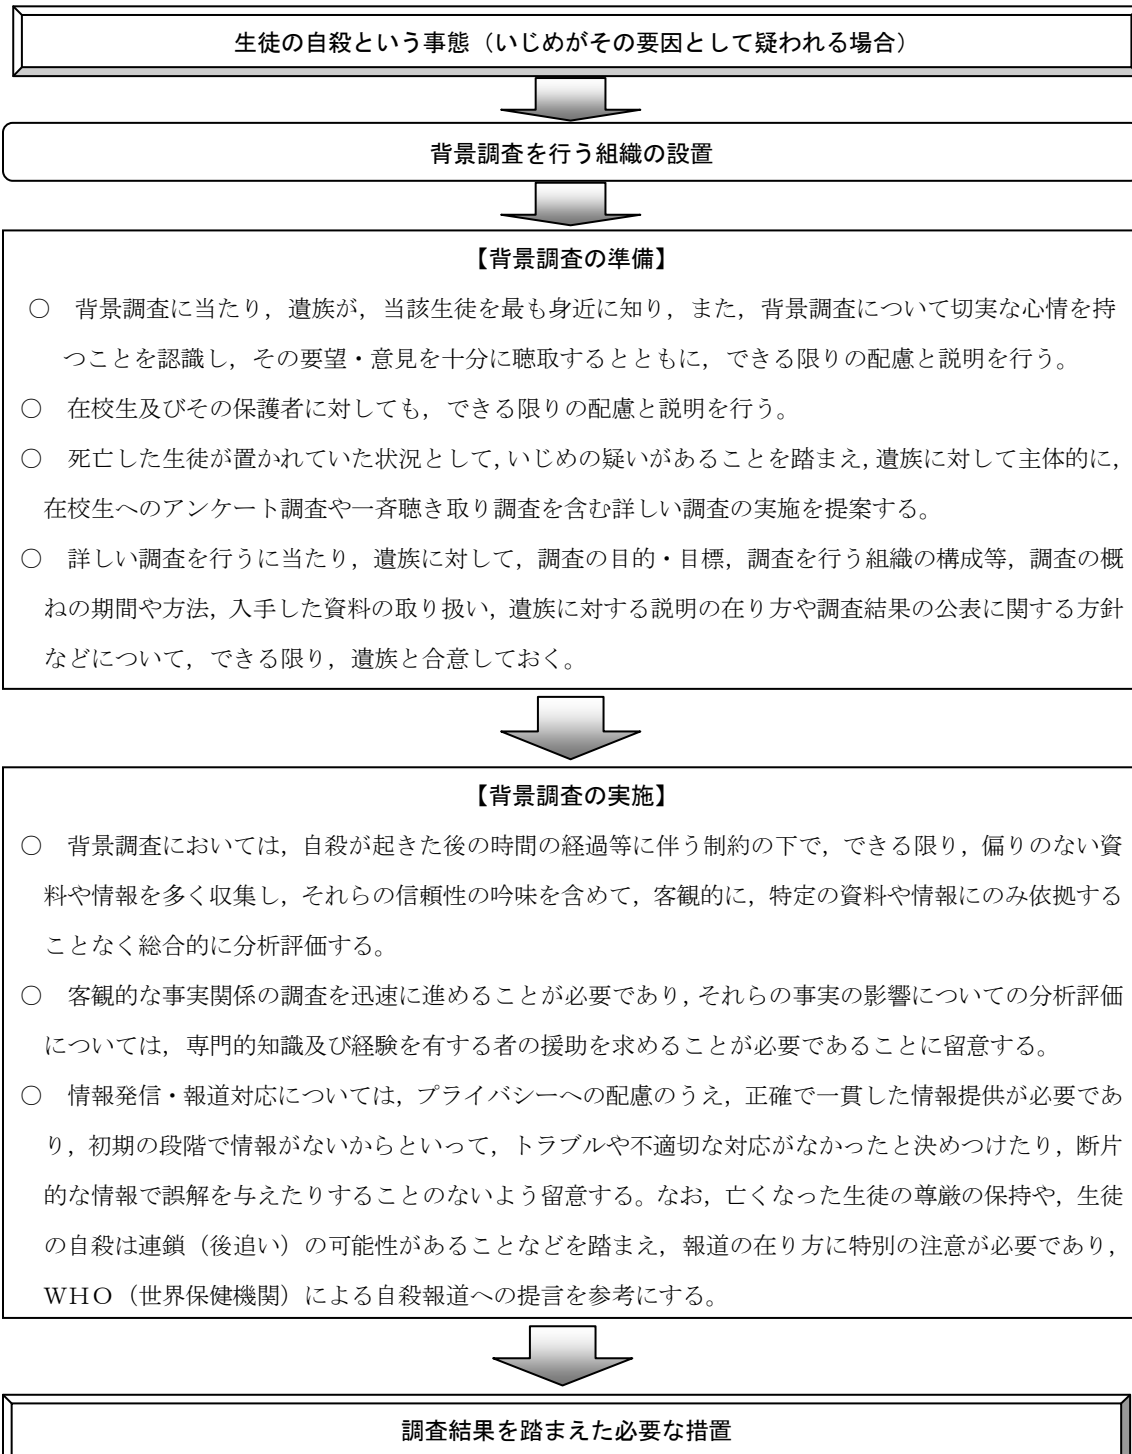 生徒の自殺という事態（いじめがその要因として疑われる場合）
背景調査を行う組織の設置
【背景調査の準備】
○　背景調査に当たり，遺族が，当該生徒を最も身近に知り，また，背景調査について切実な心情を持
つことを認識し，その要望・意見を十分に聴取するとともに，できる限りの配慮と説明を行う。
○　在校生及びその保護者に対しても，できる限りの配慮と説明を行う。
○　死亡した生徒が置かれていた状況として，いじめの疑いがあることを踏まえ，遺族に対して主体的に，
在校生へのアンケート調査や一斉聴き取り調査を含む詳しい調査の実施を提案する。
○　詳しい調査を行うに当たり，遺族に対して，調査の目的・目標，調査を行う組織の構成等，調査の概
ねの期間や方法，入手した資料の取り扱い，遺族に対する説明の在り方や調査結果の公表に関する方針
などについて，できる限り，遺族と合意しておく。
【背景調査の実施】
○　背景調査においては，自殺が起きた後の時間の経過等に伴う制約の下で，できる限り，偏りのない資
料や情報を多く収集し，それらの信頼性の吟味を含めて，客観的に，特定の資料や情報にのみ依拠する
ことなく総合的に分析評価する。
○　客観的な事実関係の調査を迅速に進めることが必要であり，それらの事実の影響についての分析評価
については，専門的知識及び経験を有する者の援助を求めることが必要であることに留意する。
○　情報発信・報道対応については，プライバシーへの配慮のうえ，正確で一貫した情報提供が必要であ
り，初期の段階で情報がないからといって，トラブルや不適切な対応がなかったと決めつけたり，断片
的な情報で誤解を与えたりすることのないよう留意する。なお，亡くなった生徒の尊厳の保持や，生徒
の自殺は連鎖（後追い）の可能性があることなどを踏まえ，報道の在り方に特別の注意が必要であり，
ＷＨＯ（世界保健機関）による自殺報道への提言を参考にする。
調査結果を踏まえた必要な措置